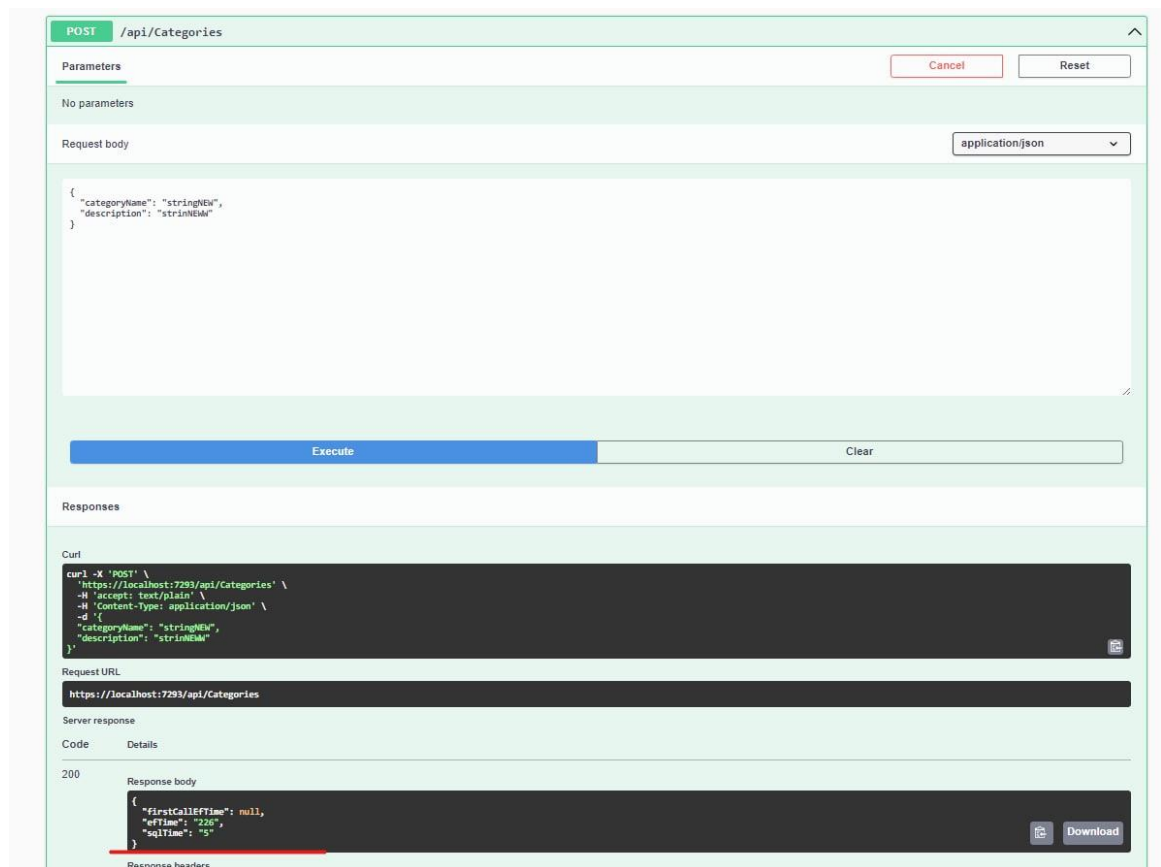 POST /api/Categories
Parameters
Cancel
Reset
No parameters
Request body
application/json
{
"categoryName": "stringNEW",
"description": "strinNEWW"
}
Execute
Clear
Responses
Curl
curl -X 'POST' \
'https://localhost:7293/api/Categories' \
-H 'accept: text/plain' \
-H 'Content-Type: application/json' \
-d '{
"categoryName": "stringNEW",
"description": "strinNEWW"
}'
Request URL
https://localhost:7293/api/Categories
Server response
Code Details
200
Response body
{
"firstCallEfTime": null,
"efTime": "226",
"sqlTime": "5"
}
Download
Response headers